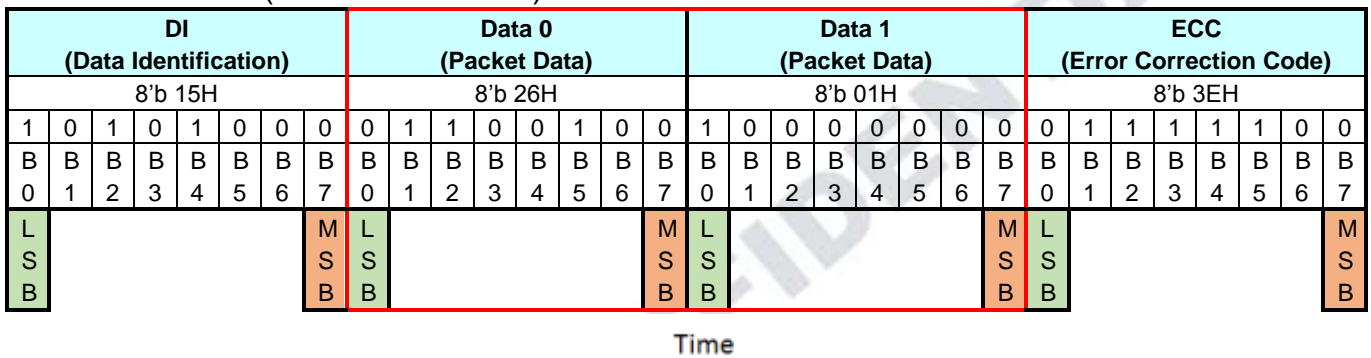 DI Data 0 Data 1 ECC
(Data Identification) (Packet Data) (Packet Data) (Error Correction Code)
8'b 15H 8'b 26H 8'b 01H 8'b 3EH
1 0 1 0 1 0 0 0 0 1 1 0 0 1 0 0 1 0 0 0 0 0 0 0 0 1 1 1 1 1 0 0
B B B B B B B B B B B B B B B B B B B B B B B B B B B B B B B B
0 1 2 3 4 5 6 7 0 1 2 3 4 5 6 7 0 1 2 3 4 5 6 7 0 1 2 3 4 5 6 7
L M L M L M L M
S S S S S S S S
B B B B B B B B
Time